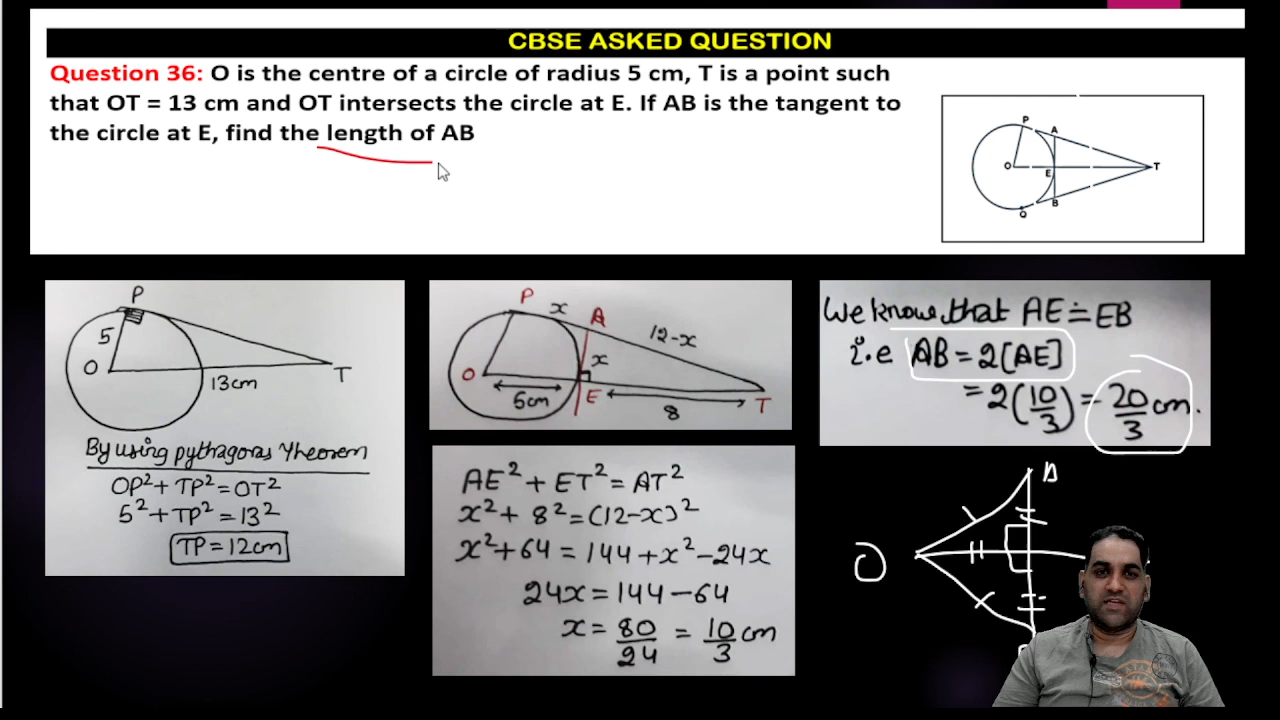 CBSE ASKED QUESTION
Question 36: O is the centre of a circle of radius 5 cm, T is a point such
that OT = 13 cm and OT intersects the circle at E. If AB is the tangent to
the circle at E, find the length of AB
P
A
O
E
T
B
Q
P
5
O
13cm
T
By using pythagoras Theorem
OP²+ TP²=OT²
5²+TP²=13²
TP=12cm
P
x
A
12-x
O
x
5cm
E
8
T
AE²+ET²=AT²
x²+8²=(12-x)²
x²+64=144+x²-24x
24x=144-64
x=80/24=10/3 cm
We know that AE=EB
i.e AB=2[AE]
=2(10/3)=20/3 cm.
O